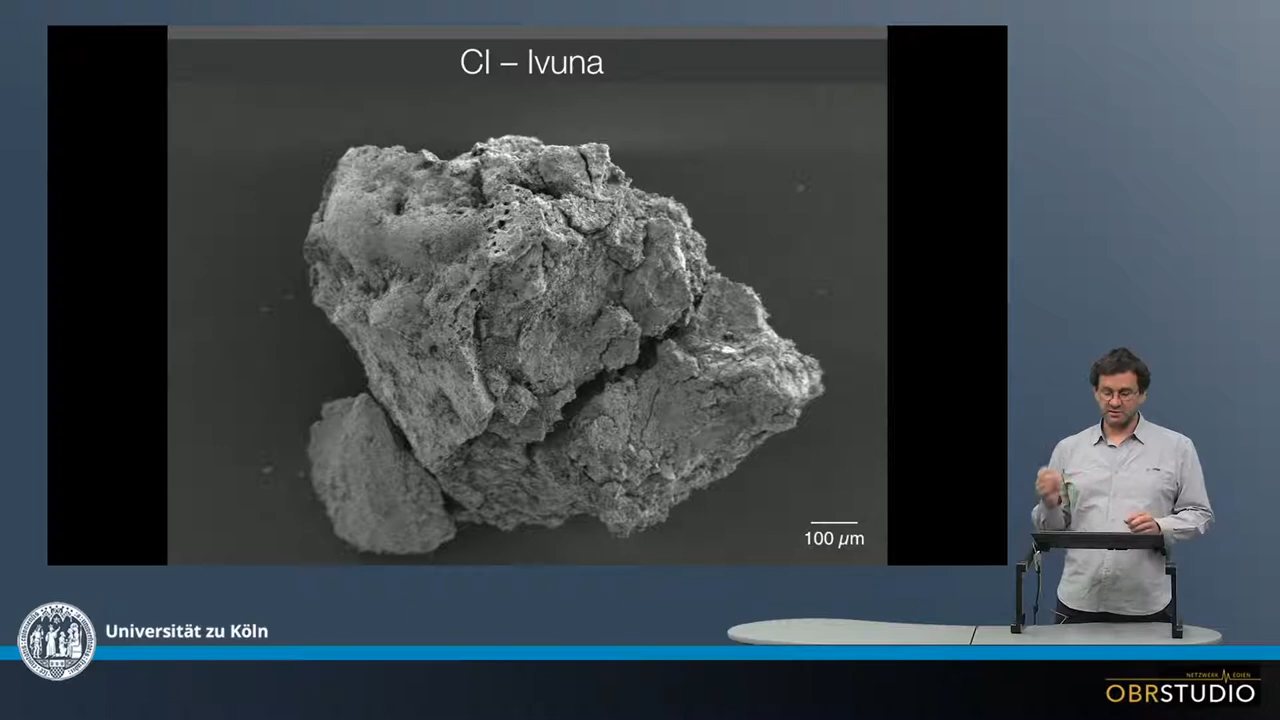 CI – Ivuna
100 µm
Universität zu Köln
NETZWERK MEDIEN
OBRSTUDIO